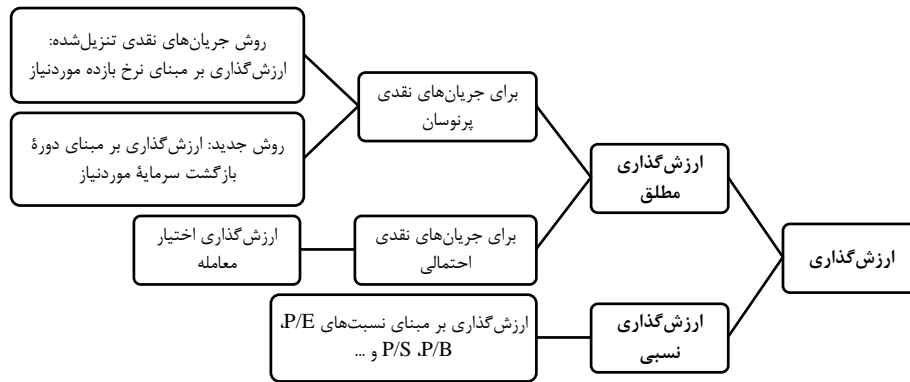 ارزش‌گذاری
ارزش‌گذاری
مطلق
برای جریان‌های نقدی
پرنوسان
روش جریان‌های نقدی تنزیل‌شده:
ارزش‌گذاری بر مبنای نرخ بازده موردنیاز
روش جدید: ارزش‌گذاری بر مبنای دورۀ
بازگشت سرمایۀ موردنیاز
برای جریان‌های نقدی
احتمالی
ارزش‌گذاری اختیار
معامله
ارزش‌گذاری
نسبی
ارزش‌گذاری بر مبنای نسبت‌های P/E،
P/B، P/S و ...